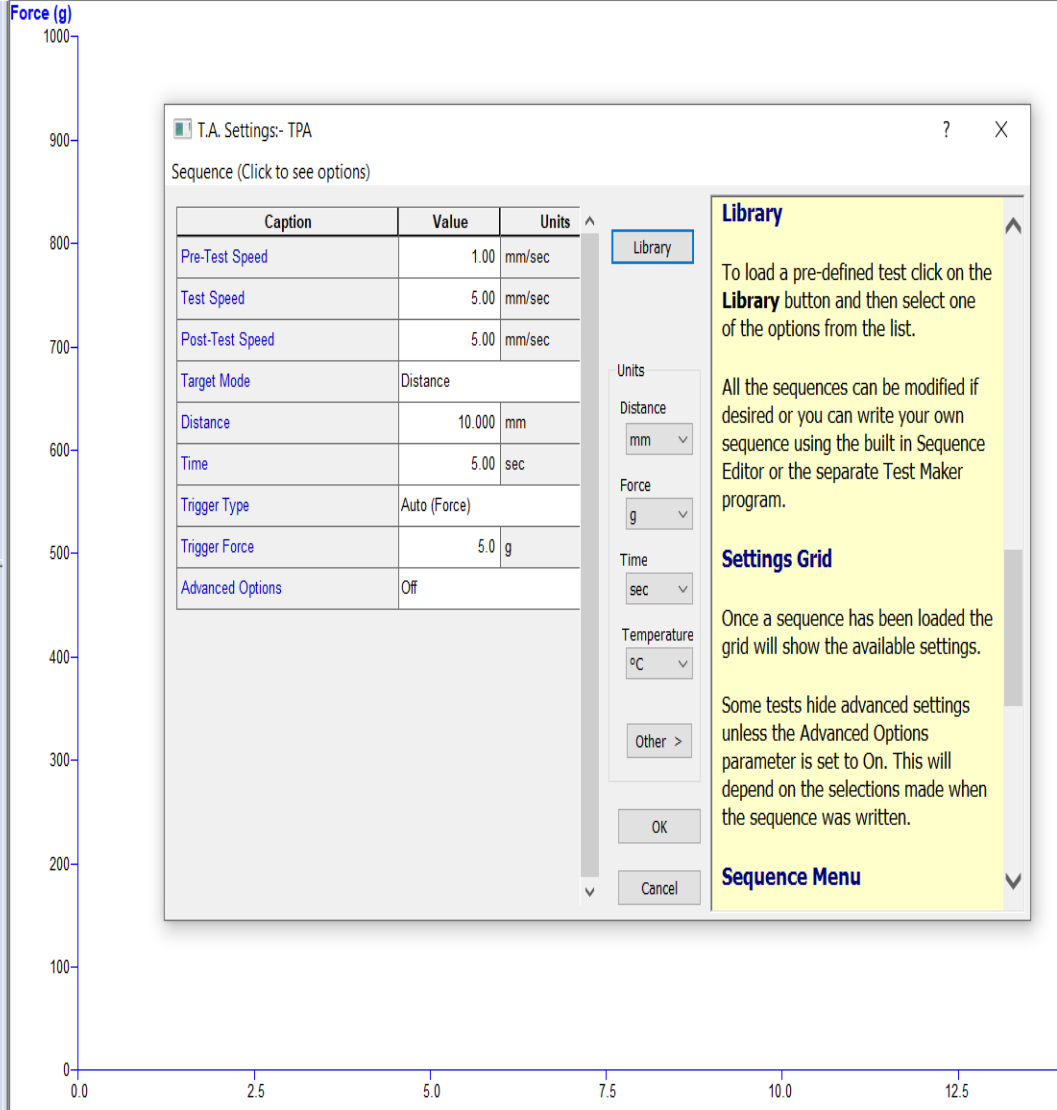 Force (g)
1000
900
800
700
600
500
400
300
200
100
0
0.0 2.5 5.0 7.5 10.0 12.5
T.A. Settings:- TPA ? X
Sequence (Click to see options)
Caption Value Units
Pre-Test Speed 1.00 mm/sec
Test Speed 5.00 mm/sec
Post-Test Speed 5.00 mm/sec
Target Mode Distance
Distance 10.000 mm
Time 5.00 sec
Trigger Type Auto (Force)
Trigger Force 5.0 g
Advanced Options Off
Library
Units
Distance
mm
Force
g
Time
sec
Temperature
ºC
Other >
OK
Cancel
Library
To load a pre-defined test click on the
Library button and then select one
of the options from the list.
All the sequences can be modified if
desired or you can write your own
sequence using the built in Sequence
Editor or the separate Test Maker
program.
Settings Grid
Once a sequence has been loaded the
grid will show the available settings.
Some tests hide advanced settings
unless the Advanced Options
parameter is set to On. This will
depend on the selections made when
the sequence was written.
Sequence Menu